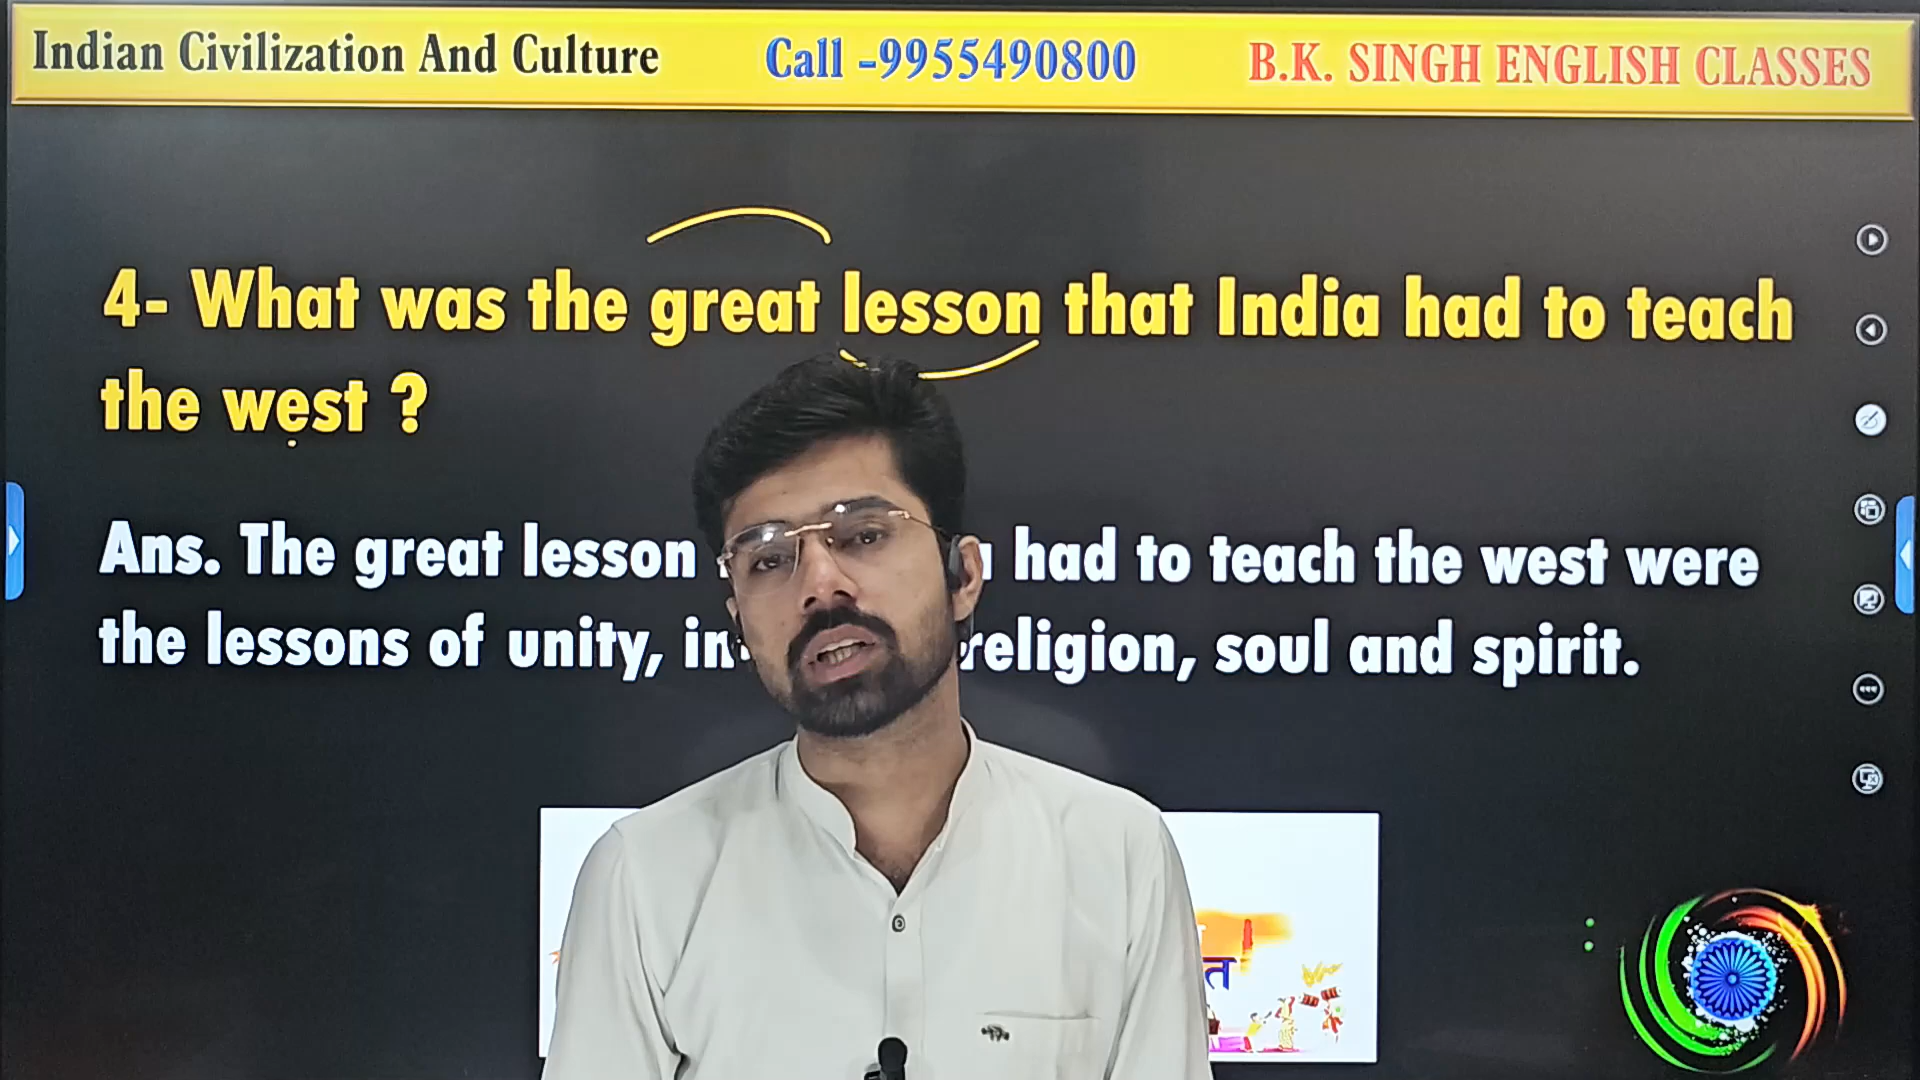 Indian Civilization And Culture Call -9955490800 B.K. SINGH ENGLISH CLASSES
4- What was the great lesson that India had to teach
the west ?
Ans. The great lesson had to teach the west were
the lessons of unity, religion, soul and spirit.